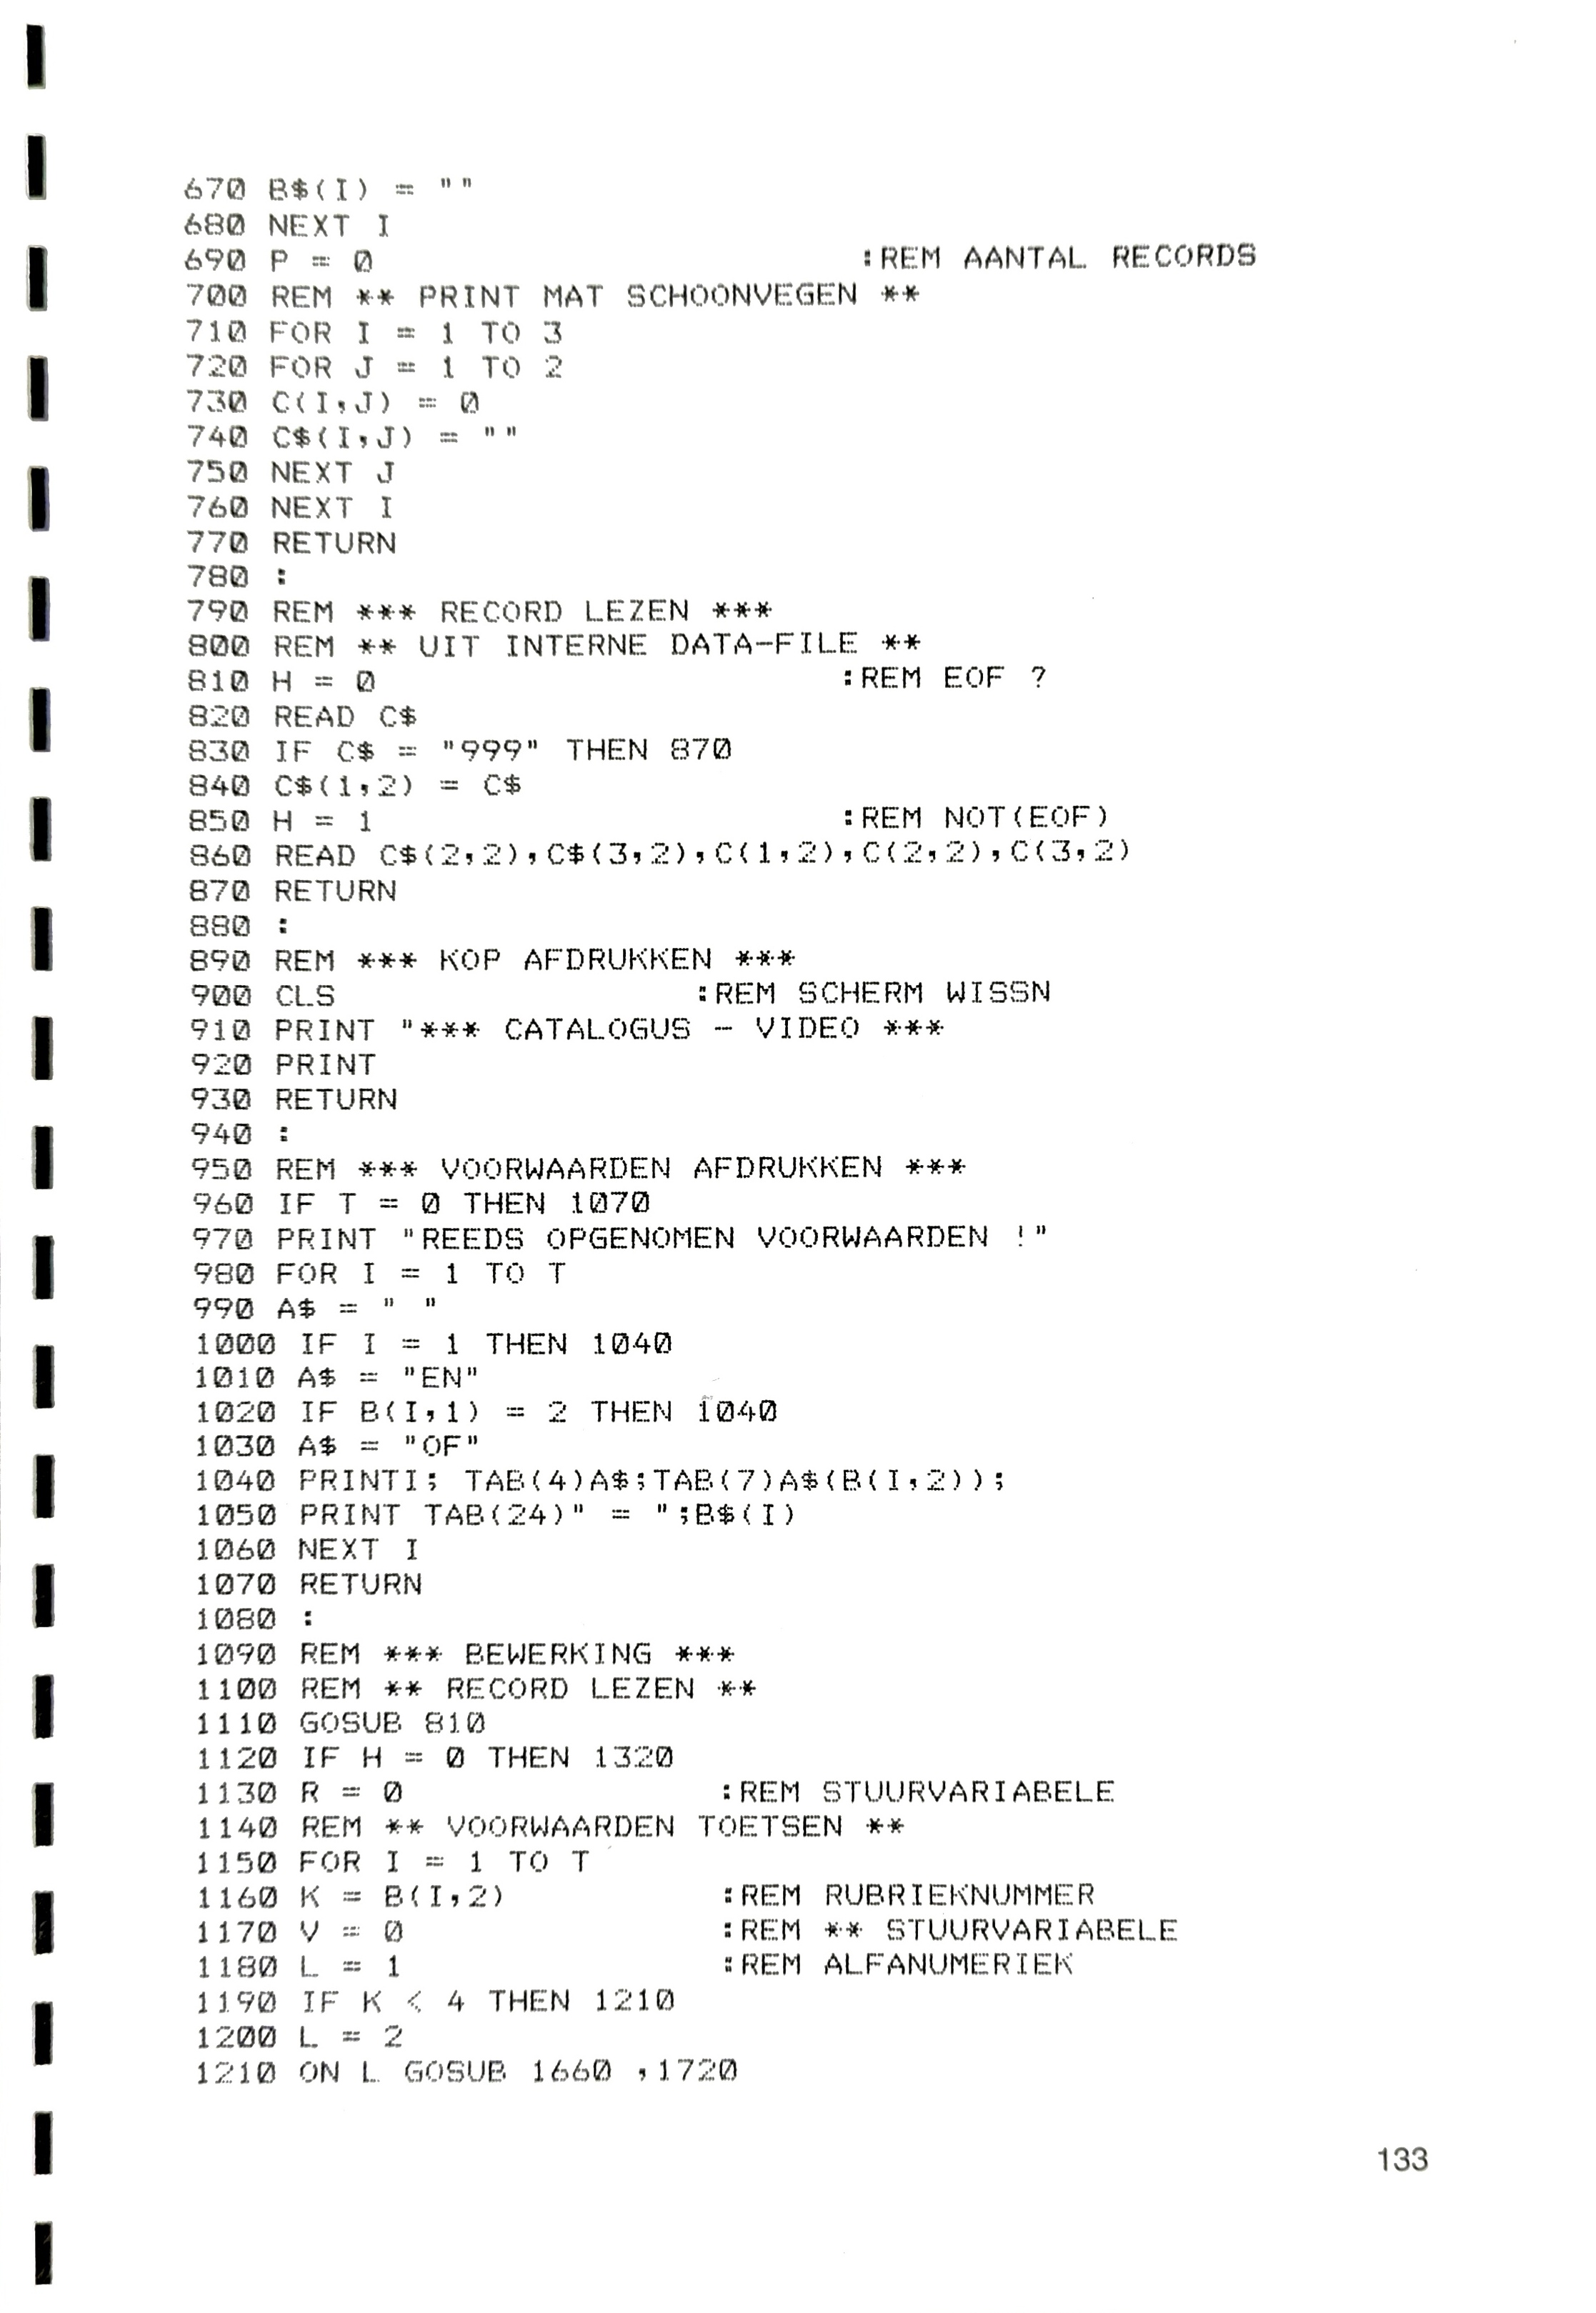 670 B$(I) = ""
680 NEXT I
690 P = 0 :REM AANTAL RECORDS
700 REM ** PRINT MAT SCHOONVEGEN **
710 FOR I = 1 TO 3
720 FOR J = 1 TO 2
730 C(I,J) = 0
740 C$(I,J) = ""
750 NEXT J
760 NEXT I
770 RETURN
780 :
790 REM *** RECORD LEZEN ***
800 REM ** UIT INTERNE DATA-FILE **
810 H = 0 :REM EOF ?
820 READ C$
830 IF C$ = "999" THEN 870
840 C$(1,2) = C$
850 H = 1 :REM NOT(EOF)
860 READ C$(2,2),C$(3,2),C(1,2),C(2,2),C(3,2)
870 RETURN
880 :
890 REM *** KOP AFDRUKKEN ***
900 CLS :REM SCHERM WISSN
910 PRINT "*** CATALOGUS - VIDEO ***
920 PRINT
930 RETURN
940 :
950 REM *** VOORWAARDEN AFDRUKKEN ***
960 IF T = 0 THEN 1070
970 PRINT "REEDS OPGENOMEN VOORWAARDEN !"
980 FOR I = 1 TO T
990 A$ = " "
1000 IF I = 1 THEN 1040
1010 A$ = "EN"
1020 IF B(I,1) = 2 THEN 1040
1030 A$ = "OF"
1040 PRINTI; TAB(4)A$;TAB(7)A$(B(I,2));
1050 PRINT TAB(24)" = ";B$(I)
1060 NEXT I
1070 RETURN
1080 :
1090 REM *** BEWERKING ***
1100 REM ** RECORD LEZEN **
1110 GOSUB 810
1120 IF H = 0 THEN 1320
1130 R = 0 :REM STUURVARIABELE
1140 REM ** VOORWAARDEN TOETSEN **
1150 FOR I = 1 TO T
1160 K = B(I,2) :REM RUBRIEKNUMMER
1170 V = 0 :REM ** STUURVARIABELE
1180 L = 1 :REM ALFANUMERIEK
1190 IF K < 4 THEN 1210
1200 L = 2
1210 ON L GOSUB 1660 ,1720
133